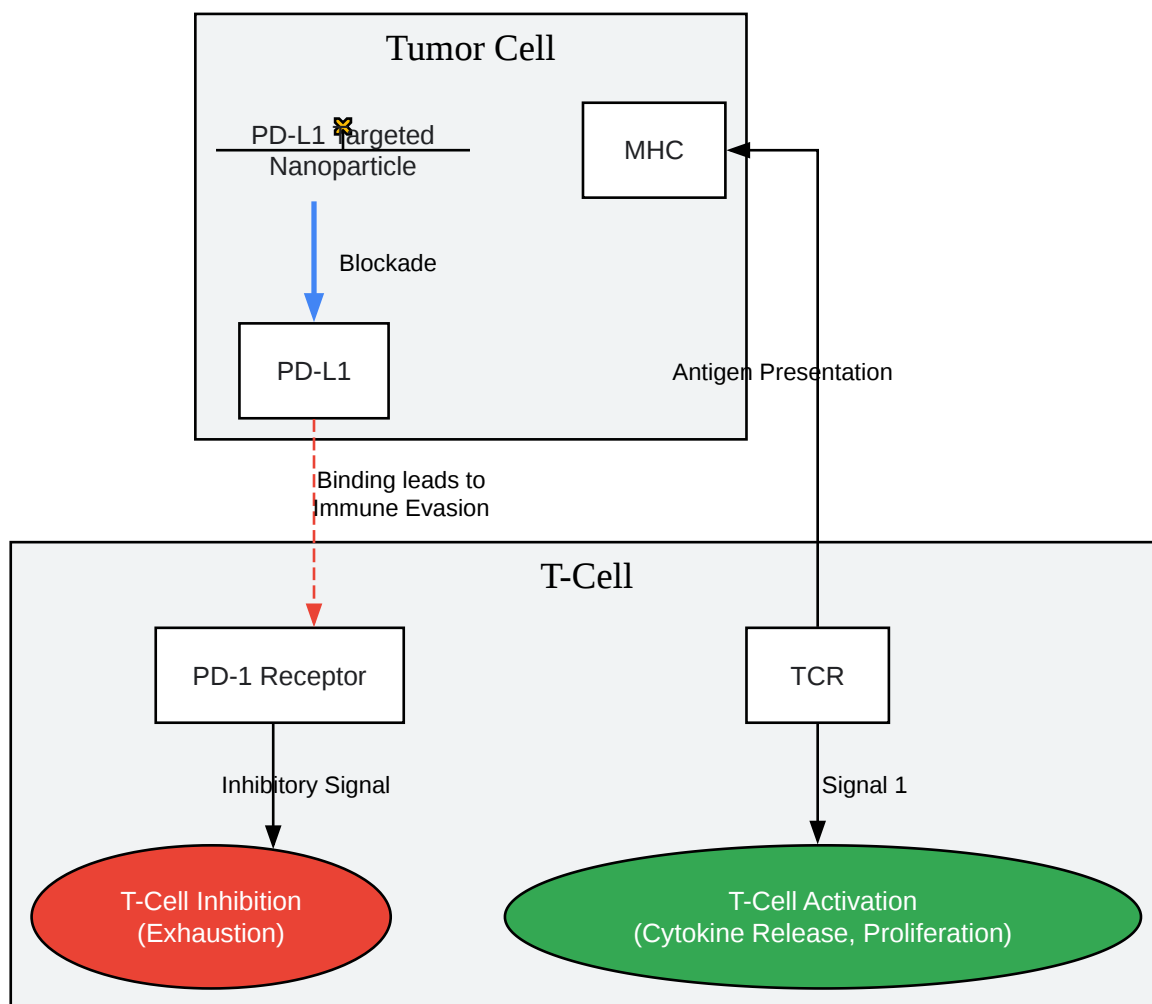 Tumor Cell
PD-L1 Targeted
Nanoparticle
MHC
Blockade
PD-L1
Antigen Presentation
Binding leads to
Immune Evasion
T-Cell
PD-1 Receptor
TCR
Inhibitory Signal
Signal 1
T-Cell Inhibition
(Exhaustion)
T-Cell Activation
(Cytokine Release, Proliferation)